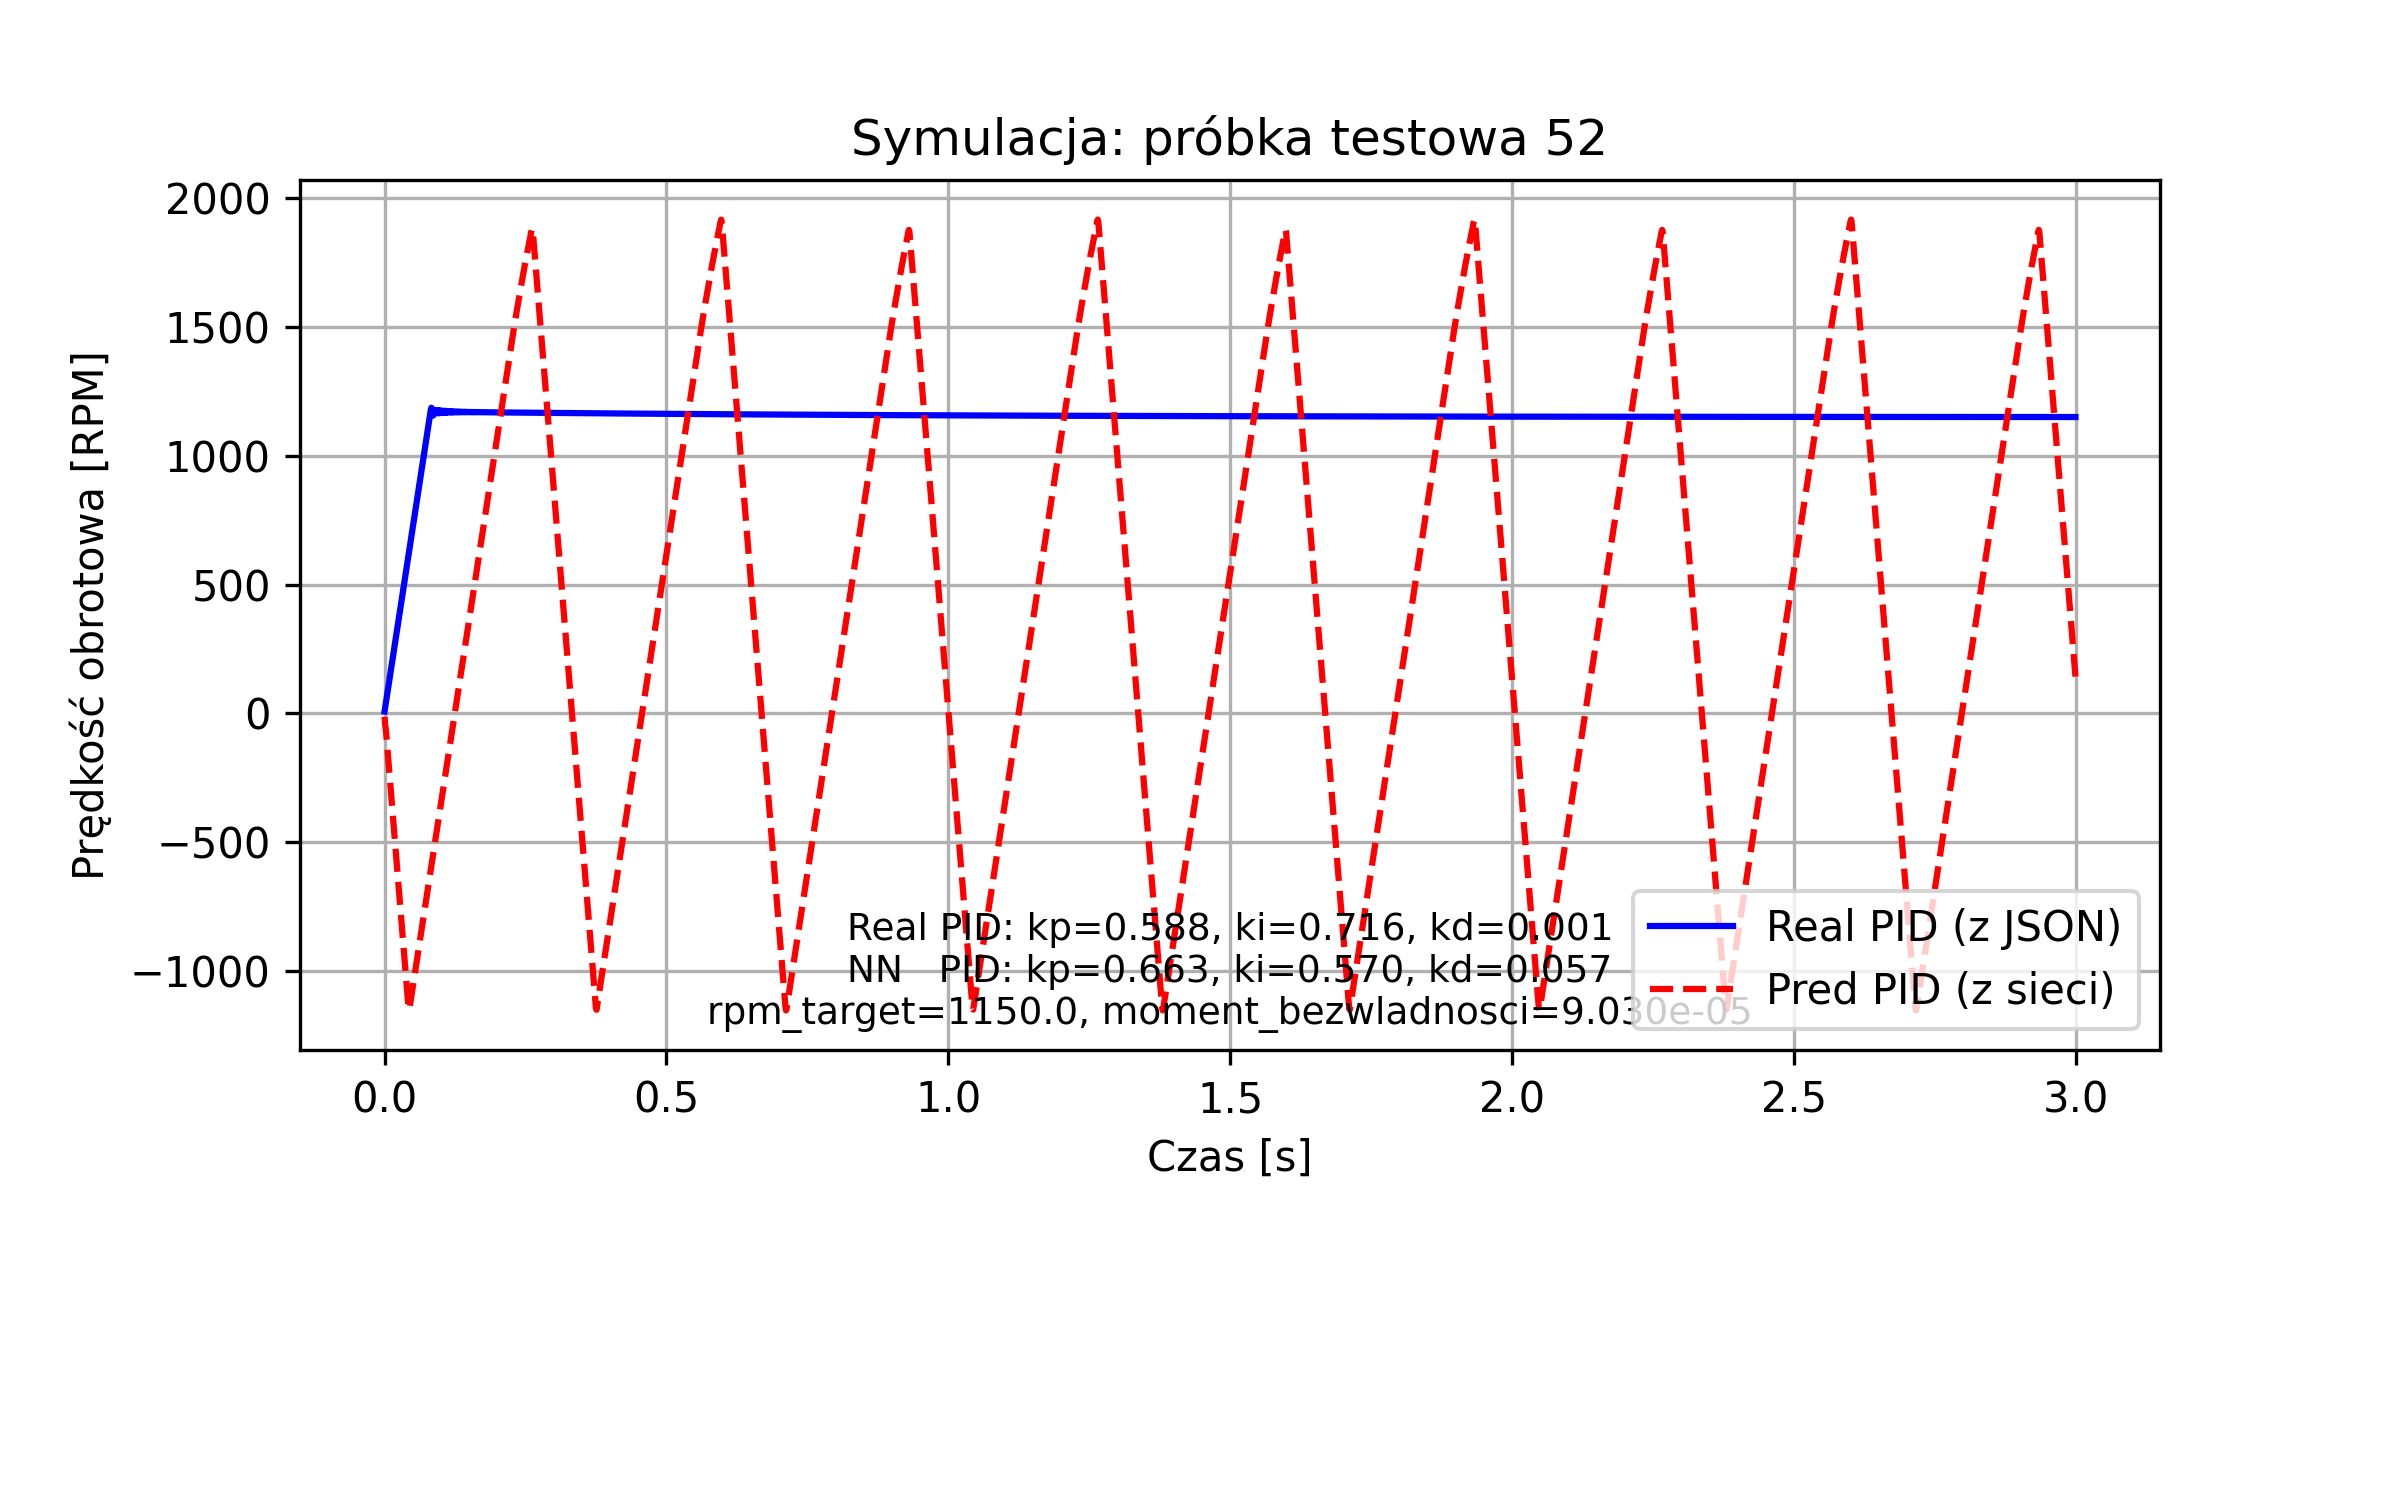 Symulacja: próbka testowa 52
Prędkość obrotowa [RPM]
2000
1500
1000
500
0
−500
−1000
Real PID: kp=0.588, ki=0.716, kd=0.001
NN PID: kp=0.663, ki=0.570, kd=0.057
rpm_target=1150.0, moment_bezwladnosci=9.030e-05
Real PID (z JSON)
Pred PID (z sieci)
0.0 0.5 1.0 1.5 2.0 2.5 3.0
Czas [s]